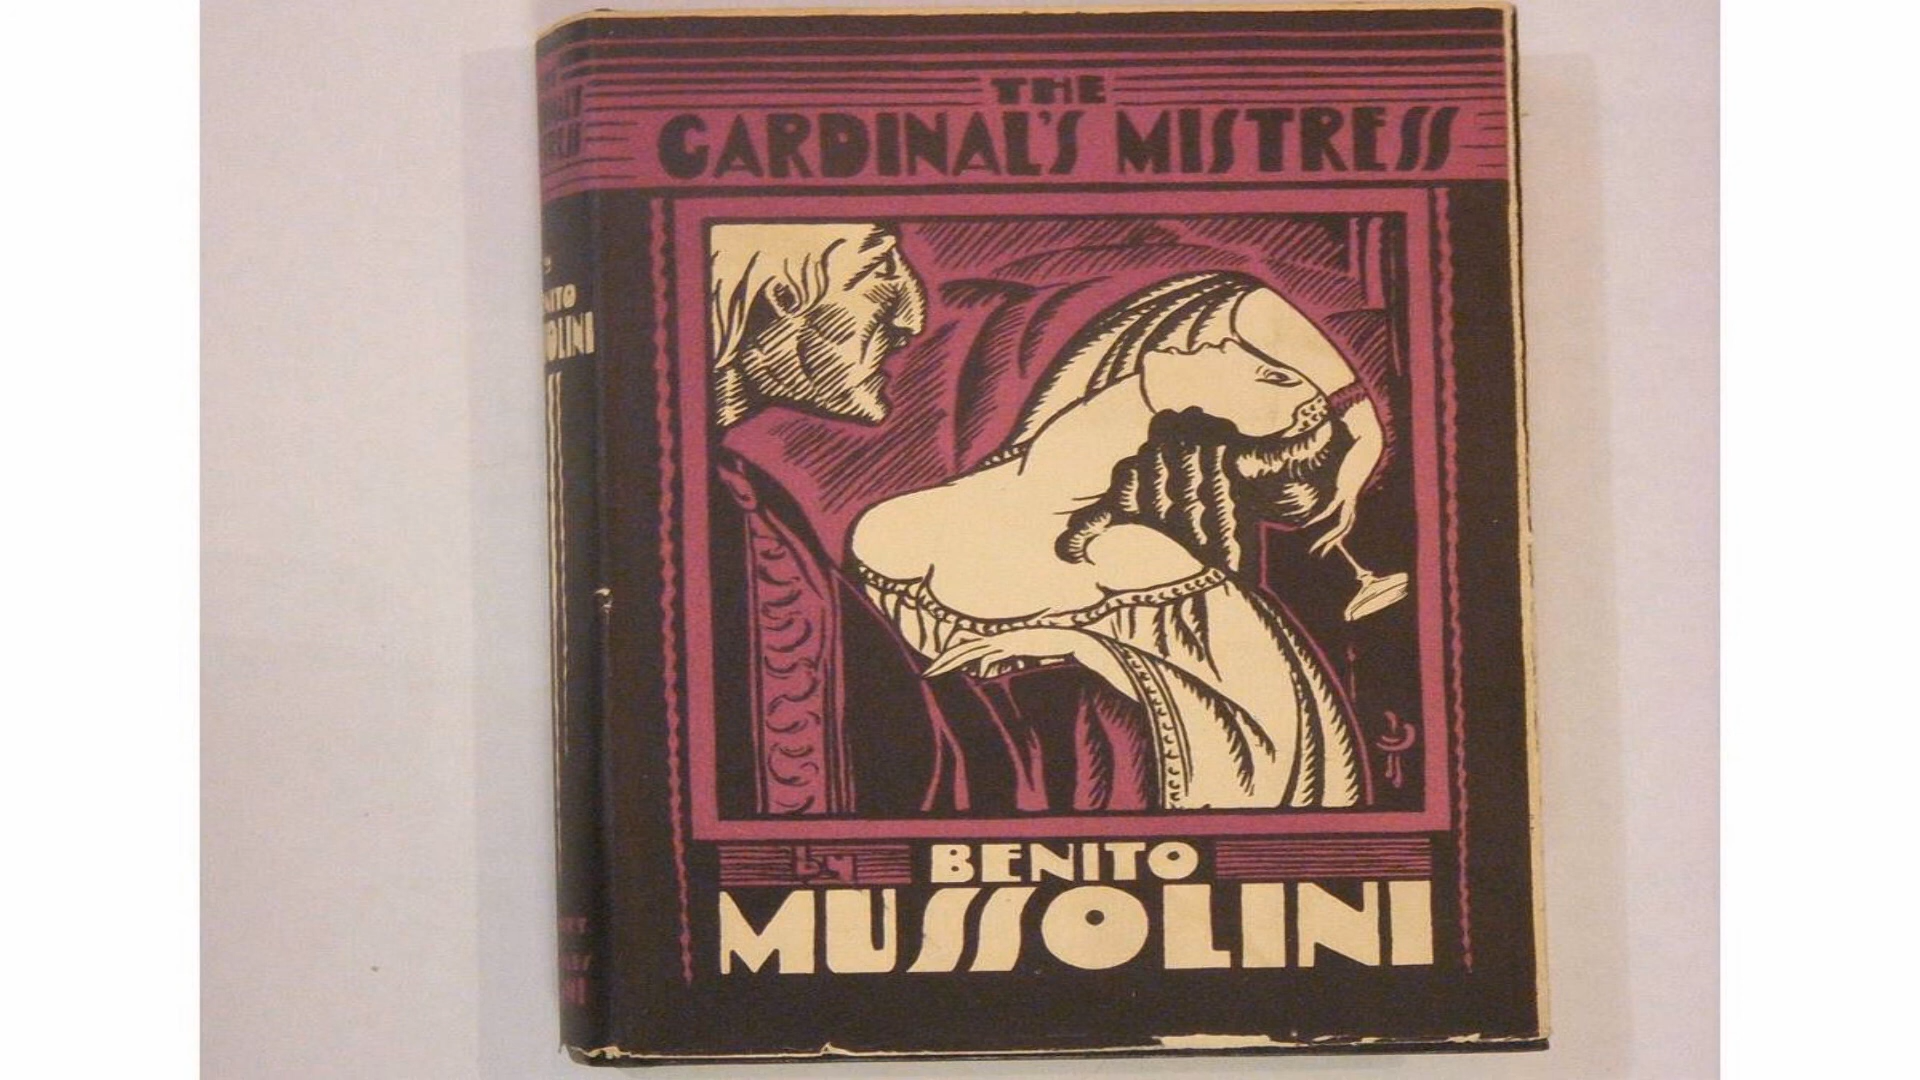 THE
CARDINAL'S MISTRESS
by
BENITO
MUSSOLINI